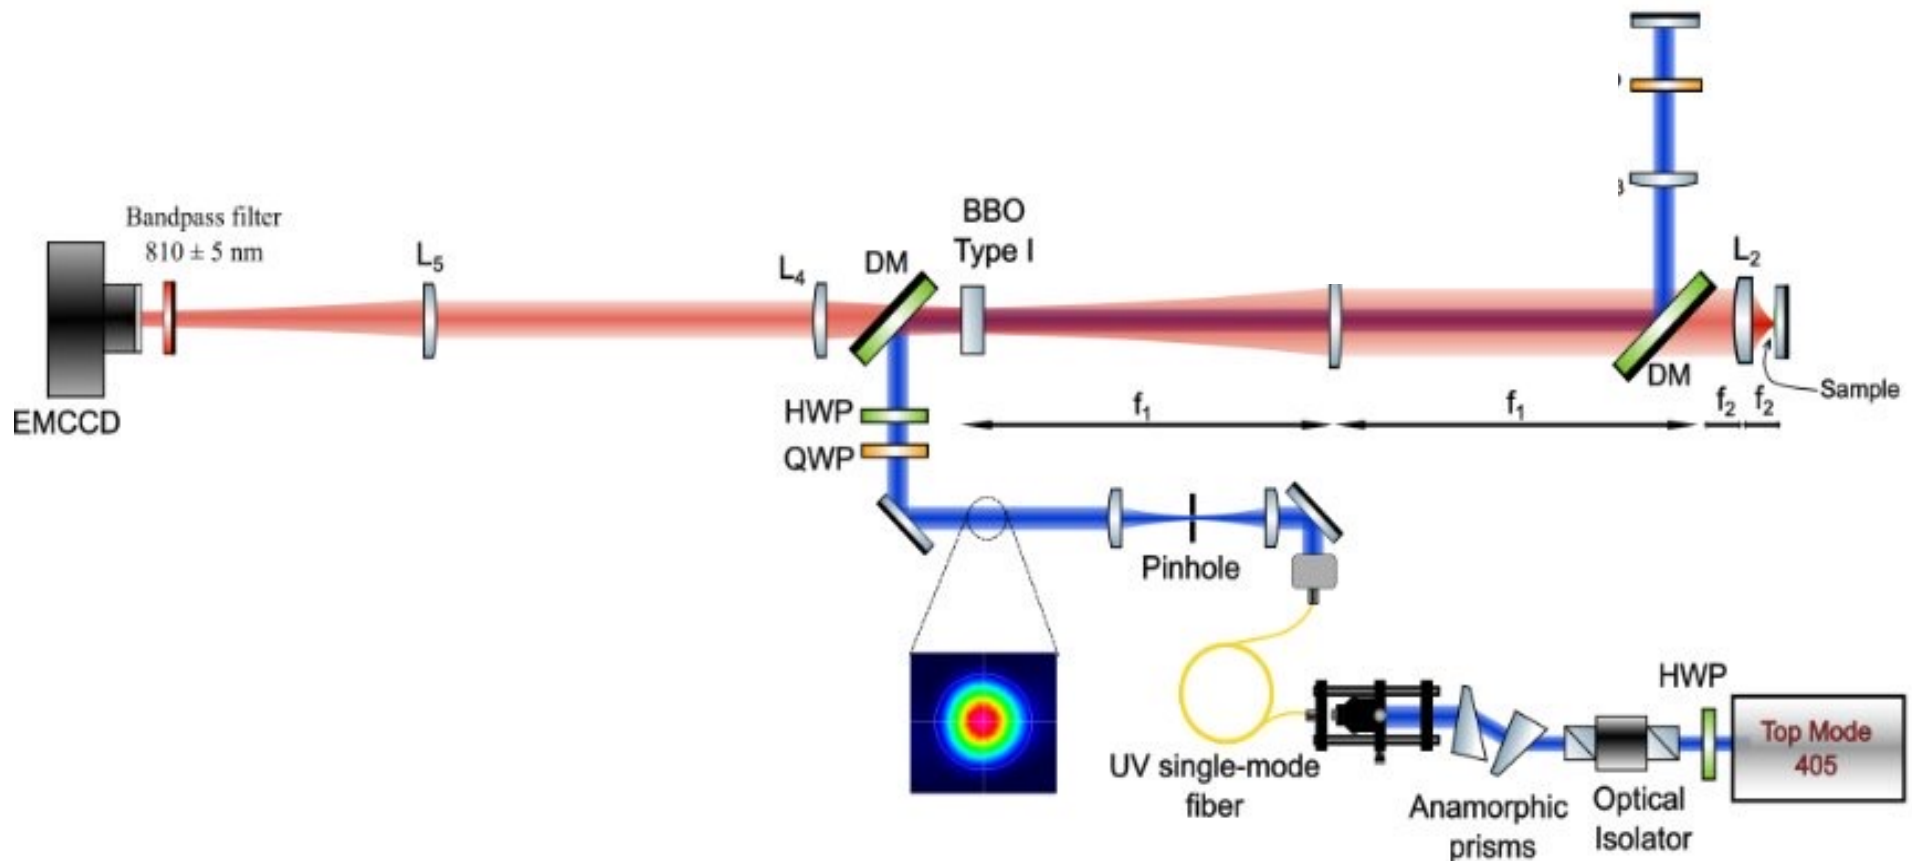 Bandpass filter
810 ± 5 nm
L5
L4
DM
BBO
Type I
L2
EMCCD
HWP
QWP
f1
f1
DM
f2
f2
Sample
Pinhole
UV single-mode
fiber
Anamorphic
prisms
Optical
Isolator
HWP
Top Mode
405